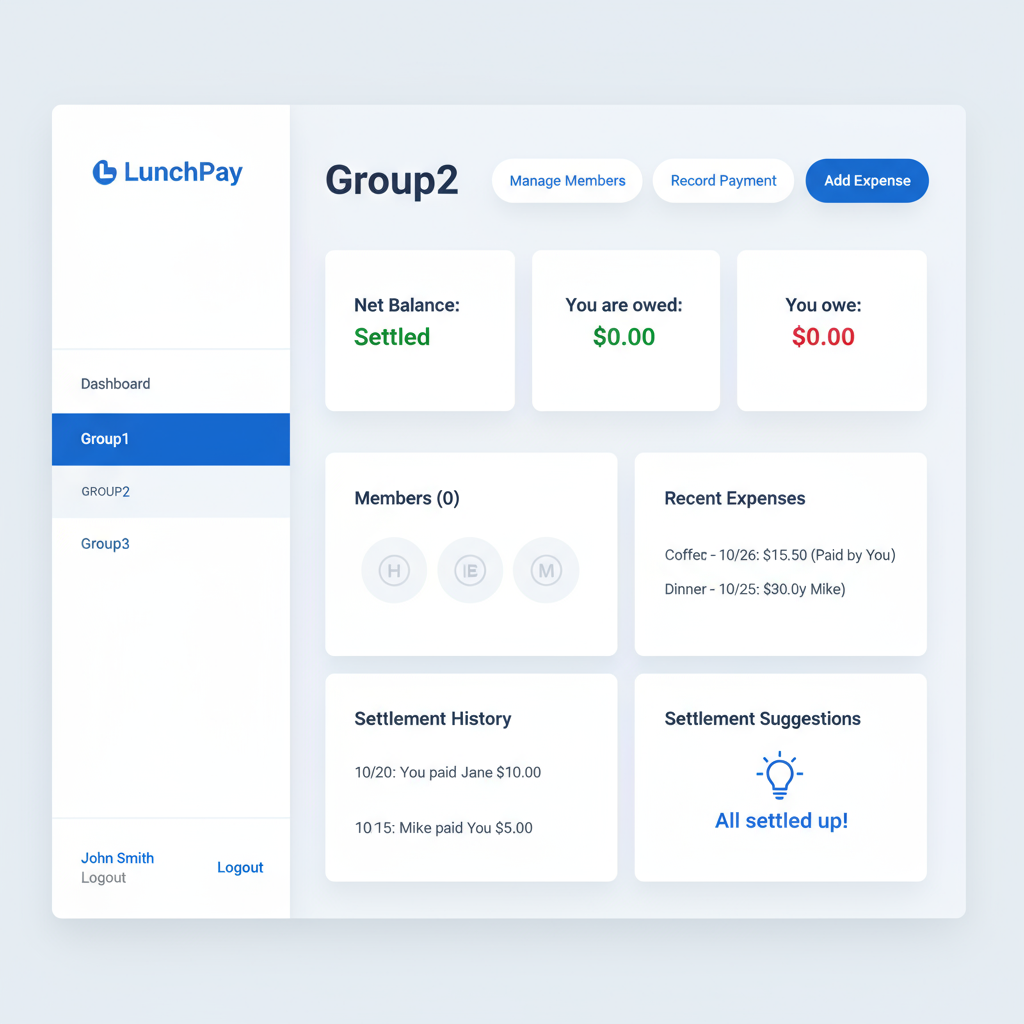 LunchPay
Dashboard
Group1
GROUP2
Group3
John Smith
Logout
Logout
Group2
Manage Members
Record Payment
Add Expense
Net Balance:
Settled
You are owed:
$0.00
You owe:
$0.00
Members (0)
H
M
Recent Expenses
- 10/26: $15.50 (Paid by You)
Dinner - 10/25: $30.0y Mike)
Settlement History
10/20: You paid Jane $10.00
Mike paid You $5.00
Settlement Suggestions
All settled up!